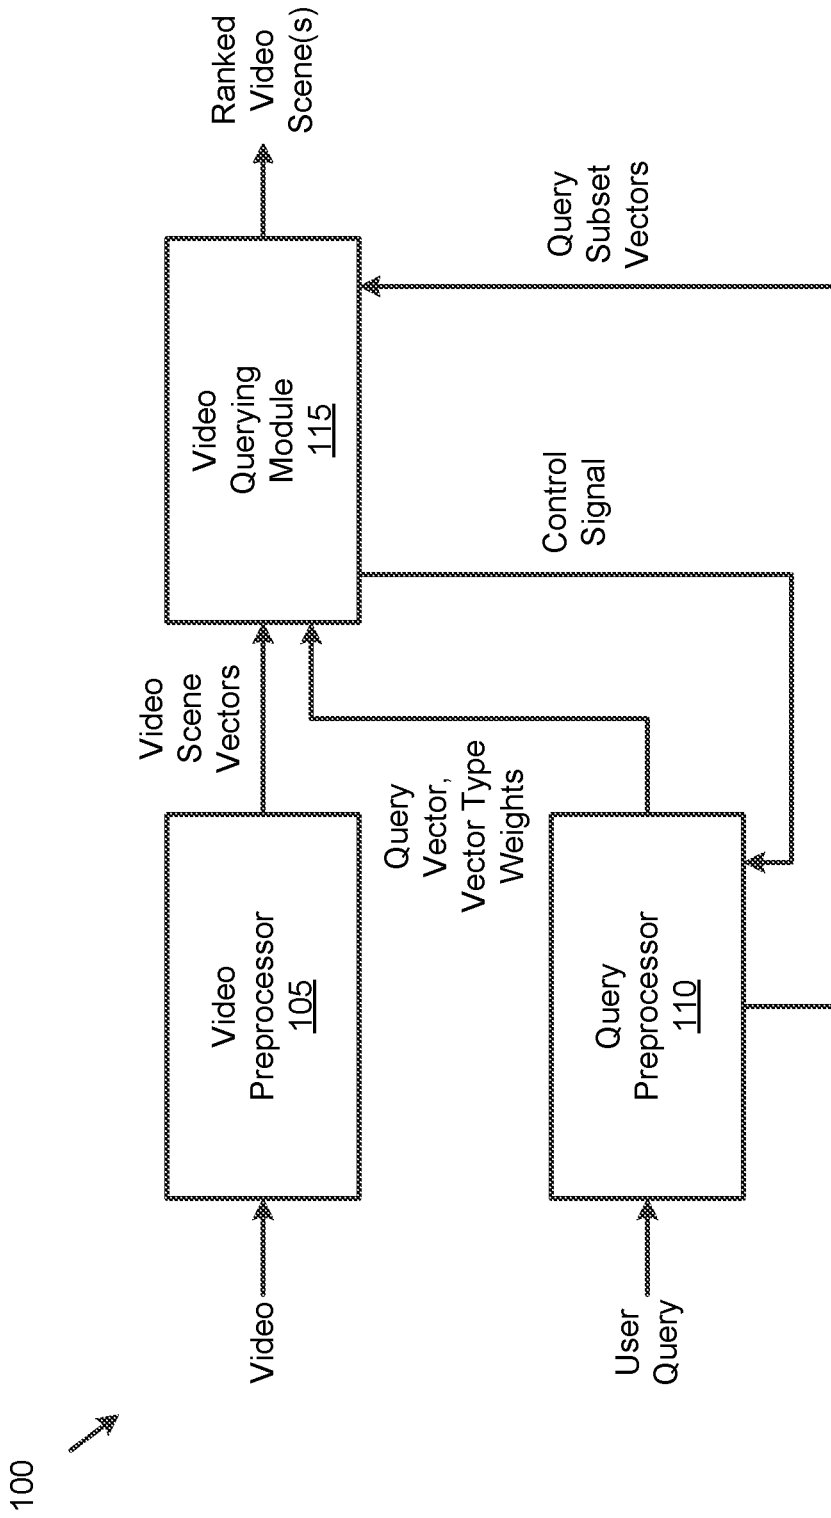 100
Video
Video
Preprocessor
105
Video
Scene
Vectors
Video
Querying
Module
115
Ranked
Video
Scene(s)
User
Query
Query
Preprocessor
110
Query
Vector,
Vector Type
Weights
Control
Signal
Query
Subset
Vectors